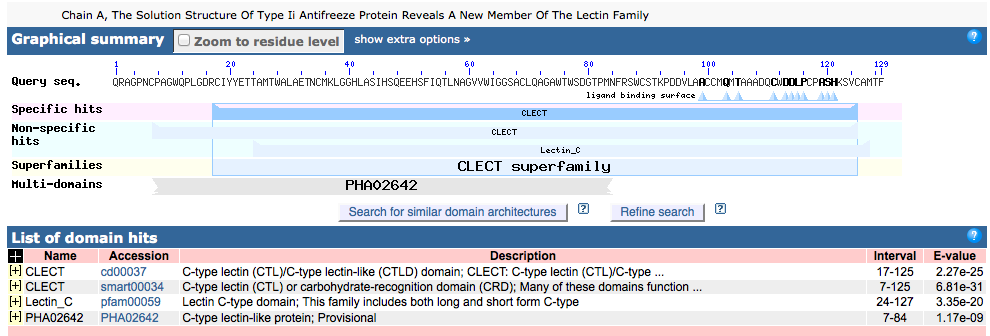 Chain A, The Solution Structure Of Type Ii Antifreeze Protein Reveals A New Member Of The Lectin Family
Graphical summary Zoom to residue level show extra options » ?
1 20 40 60 80 100 120 129
Query seq. QRAGPNCPAGWQPLGDRCIYYETTAMTWALAETNCMKLGGHLASIHSQEEHSFIQTLNAGVVWIGGSACLQAGAWTWSDGTPMNFRSWCSTKPDDVLAACCMQMTAAADQCWDDLPCPASHKSVCAMTF
ligand binding surface
Specific hits CLECT
Non-specific hits CLECT
Lectin_C
Superfamilies CLECT superfamily
Multi-domains PHA02642
Search for similar domain architectures ? Refine search ?
List of domain hits ?
+ Name Accession Description Interval E-value
[+] CLECT cd00037 C-type lectin (CTL)/C-type lectin-like (CTLD) domain; CLECT: C-type lectin (CTL)/C-type ... 17-125 2.27e-25
[+] CLECT smart00034 C-type lectin (CTL) or carbohydrate-recognition domain (CRD); Many of these domains function ... 7-125 6.81e-31
[+] Lectin_C pfam00059 Lectin C-type domain; This family includes both long and short form C-type 24-127 3.35e-20
[+] PHA02642 PHA02642 C-type lectin-like protein; Provisional 7-84 1.17e-09